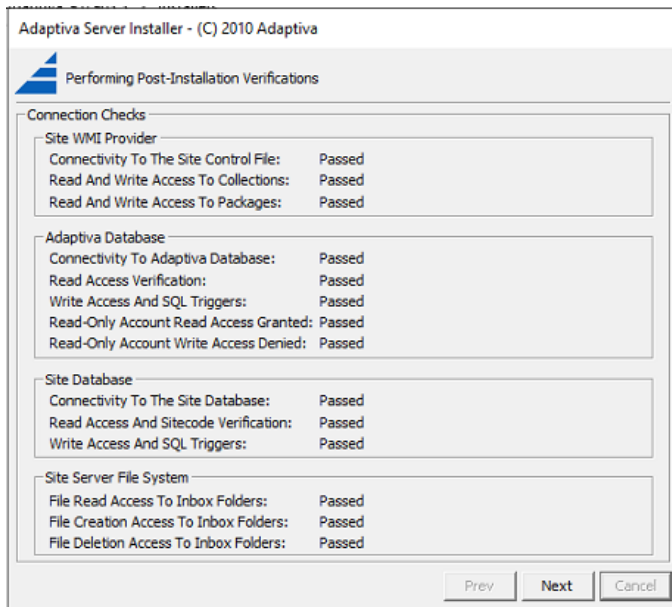 Adaptiva Server Installer - (C) 2010 Adaptiva
Performing Post-Installation Verifications
Connection Checks
Site WMI Provider
Connectivity To The Site Control File: Passed
Read And Write Access To Collections: Passed
Read And Write Access To Packages: Passed
Adaptiva Database
Connectivity To Adaptiva Database: Passed
Read Access Verification: Passed
Write Access And SQL Triggers: Passed
Read-Only Account Read Access Granted: Passed
Read-Only Account Write Access Denied: Passed
Site Database
Connectivity To The Site Database: Passed
Read Access And Sitecode Verification: Passed
Write Access And SQL Triggers: Passed
Site Server File System
File Read Access To Inbox Folders: Passed
File Creation Access To Inbox Folders: Passed
File Deletion Access To Inbox Folders: Passed
Prev Next Cancel